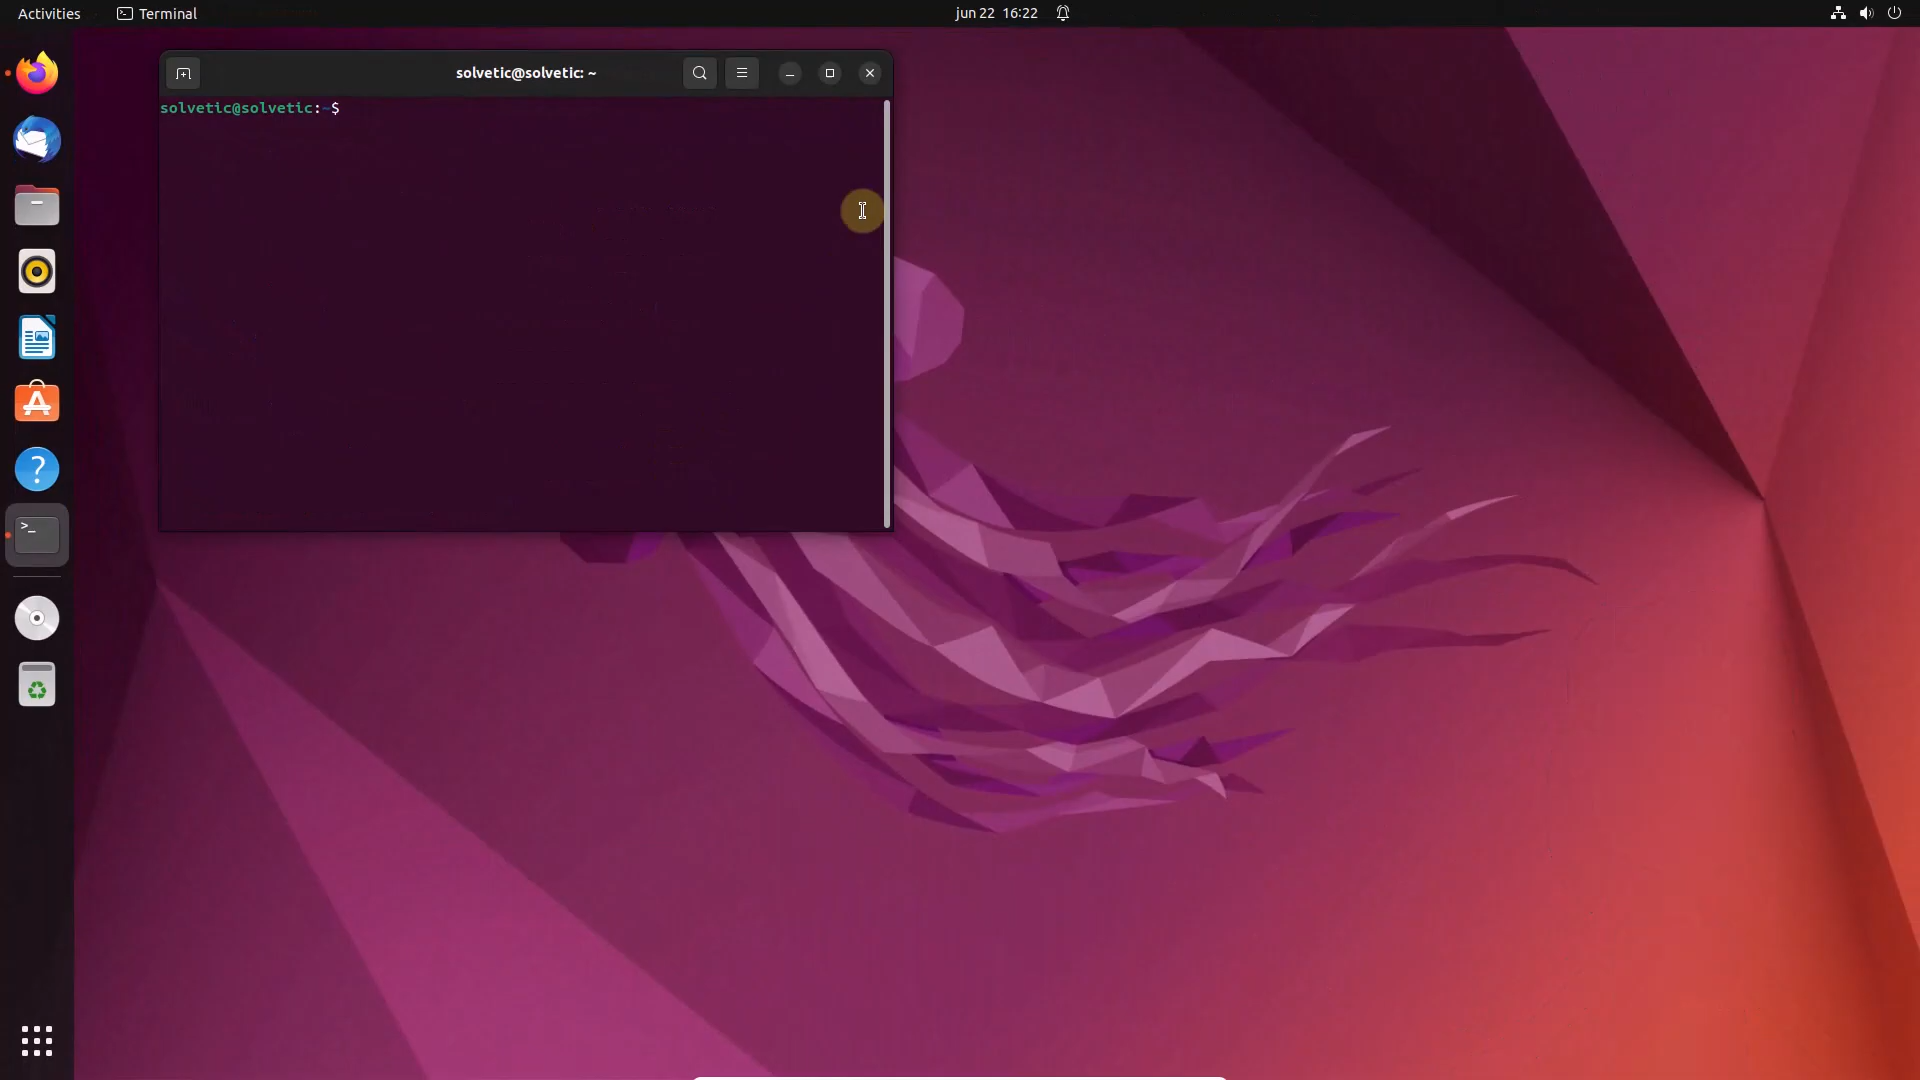 Activities
Terminal
jun 22 16:22
solvetic@solvetic: ~
solvetic@solvetic:~$